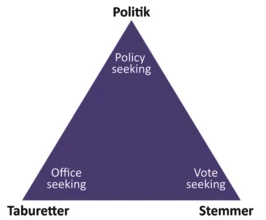 Politik
Policy
seeking
Office
seeking
Vote
seeking
Taburetter
Stemmer